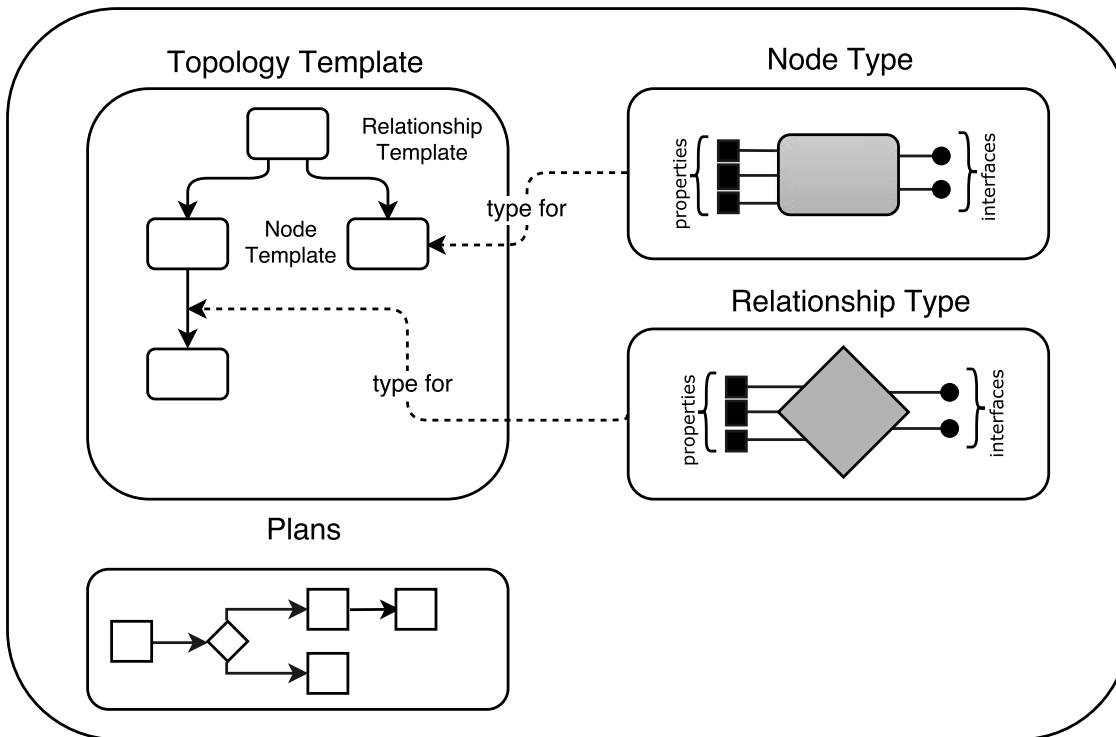 Topology Template
Relationship
Template
Node
Template
type for
type for
Node Type
properties
interfaces
Relationship Type
properties
interfaces
Plans